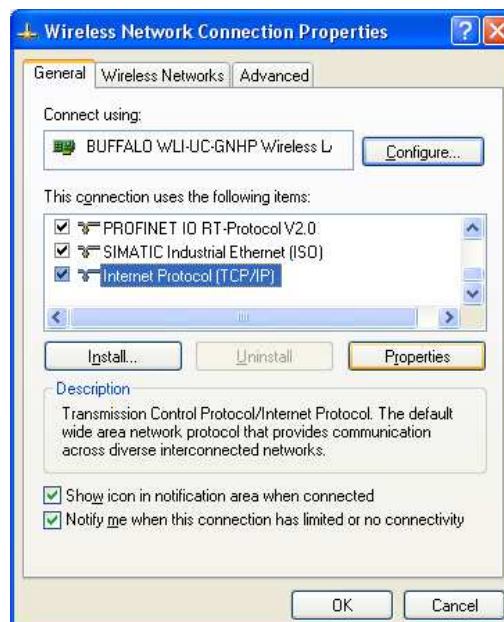 Wireless Network Connection Properties
General Wireless Networks Advanced
Connect using:
BUFFALO WLI-UC-GNHP Wireless L
Configure...
This connection uses the following items:
PROFINET IO RT-Protocol V2.0
SIMATIC Industrial Ethernet (ISO)
Internet Protocol (TCP/IP)
Install... Uninstall Properties
Description
Transmission Control Protocol/Internet Protocol. The default
wide area network protocol that provides communication
across diverse interconnected networks.
Show icon in notification area when connected
Notify me when this connection has limited or no connectivity
OK Cancel